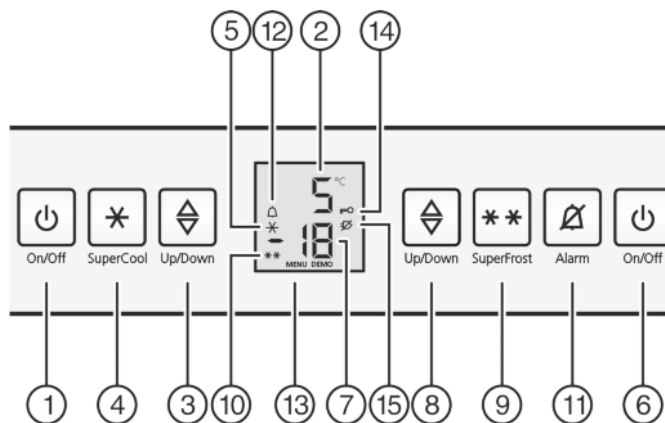 5 12 2 14
5 °C
-18
MENU DEMO
On/Off SuperCool Up/Down Up/Down SuperFrost Alarm On/Off
1 4 3 10 13 7 15 8 9 11 6